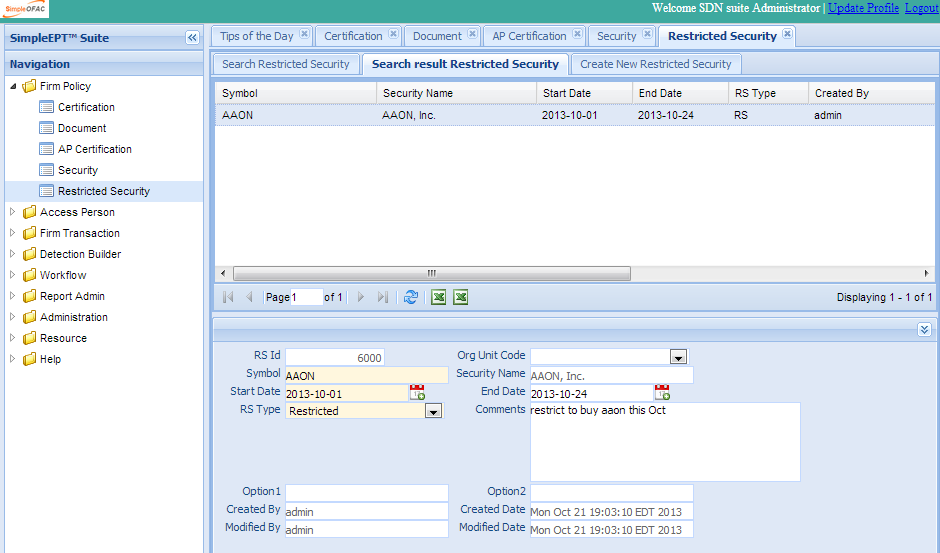 SimpleOFAC
Welcome SDN suite Administrator | Update Profile Logout
SimpleEPT™ Suite
Tips of the Day Certification Document AP Certification Security Restricted Security
Navigation
Search Restricted Security Search result Restricted Security Create New Restricted Security
Firm Policy
Certification
Document
AP Certification
Security
Restricted Security
Access Person
Firm Transaction
Detection Builder
Workflow
Report Admin
Administration
Resource
Help
Symbol Security Name Start Date End Date RS Type Created By
AAON AAON, Inc. 2013-10-01 2013-10-24 RS admin
Page 1 of 1 Displaying 1 - 1 of 1
RS Id 6000 Org Unit Code
Symbol AAON Security Name AAON, Inc.
Start Date 2013-10-01 End Date 2013-10-24
RS Type Restricted Comments restrict to buy aaon this Oct
Option1 Option2
Created By admin Created Date Mon Oct 21 19:03:10 EDT 2013
Modified By admin Modified Date Mon Oct 21 19:03:10 EDT 2013